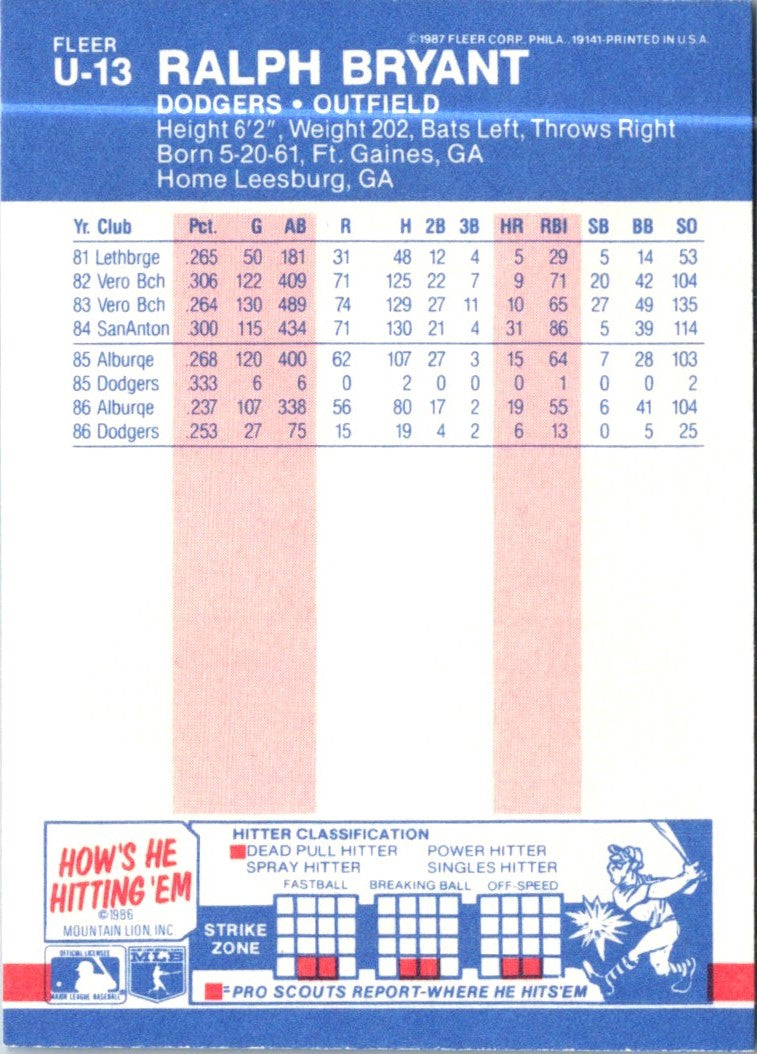 FLEER ©1987 FLEER CORP. PHILA., 19141-PRINTED IN U.S.A.
U-13 RALPH BRYANT
DODGERS • OUTFIELD
Height 6'2", Weight 202, Bats Left, Throws Right
Born 5-20-61, Ft. Gaines, GA
Home Leesburg, GA
Yr. Club Pct. G AB R H 2B 3B HR RBI SB BB SO
81 Lethbrge .265 50 181 31 48 12 4 5 29 5 14 53
82 Vero Bch .306 122 409 71 125 22 7 9 71 20 42 104
83 Vero Bch .264 130 489 74 129 27 11 10 65 27 49 135
84 SanAnton .300 115 434 71 130 21 4 31 86 5 39 114
85 Alburqe .268 120 400 62 107 27 3 15 64 7 28 103
85 Dodgers .333 6 6 0 2 0 0 0 1 0 0 2
86 Alburqe .237 107 338 56 80 17 2 19 55 6 41 104
86 Dodgers .253 27 75 15 19 4 2 6 13 0 5 25
HOW'S HE
HITTING 'EM
©1986
MOUNTAIN LION, INC
OFFICIAL LICENSEE
MAJOR LEAGUE BASEBALL
MLB
HITTER CLASSIFICATION
DEAD PULL HITTER POWER HITTER
SPRAY HITTER SINGLES HITTER
FASTBALL BREAKING BALL OFF-SPEED
STRIKE
ZONE
=PRO SCOUTS REPORT-WHERE HE HITS'EM